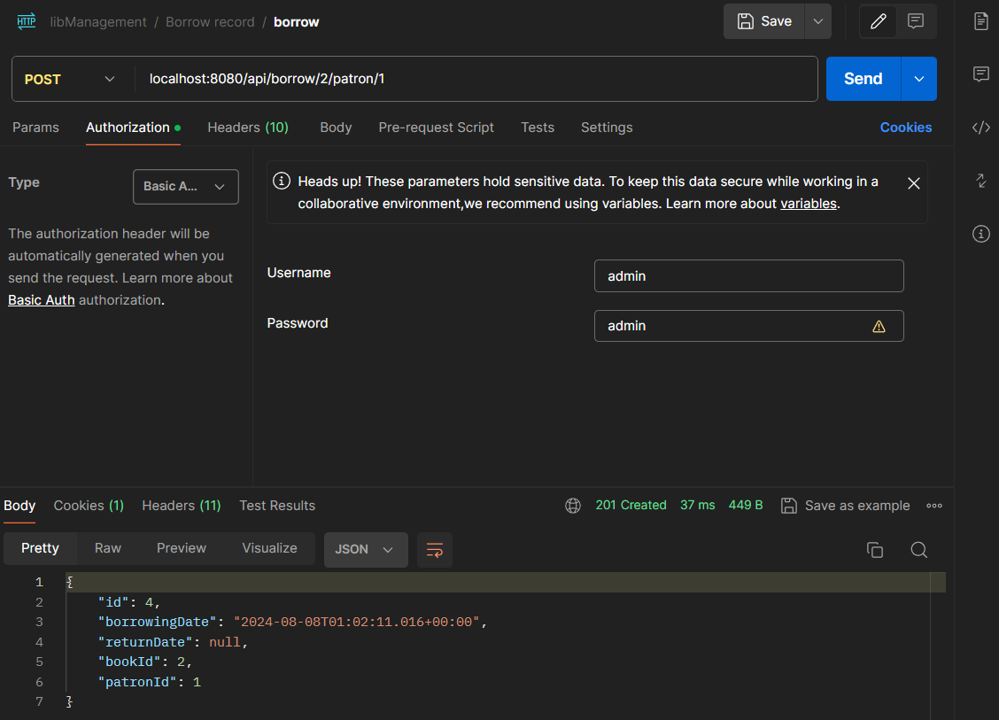 HTTP libManagement / Borrow record / borrow Save
POST localhost:8080/api/borrow/2/patron/1 Send
Params Authorization Headers (10) Body Pre-request Script Tests Settings Cookies
Type Basic A...
The authorization header will be
automatically generated when you
send the request. Learn more about
Basic Auth authorization.
Heads up! These parameters hold sensitive data. To keep this data secure while working in a
collaborative environment,we recommend using variables. Learn more about variables.
Username admin
Password admin
Body Cookies (1) Headers (11) Test Results 201 Created 37 ms 449 B Save as example
Pretty Raw Preview Visualize JSON
1 {
2 "id": 4,
3 "borrowingDate": "2024-08-08T01:02:11.016+00:00",
4 "returnDate": null,
5 "bookId": 2,
6 "patronId": 1
7 }